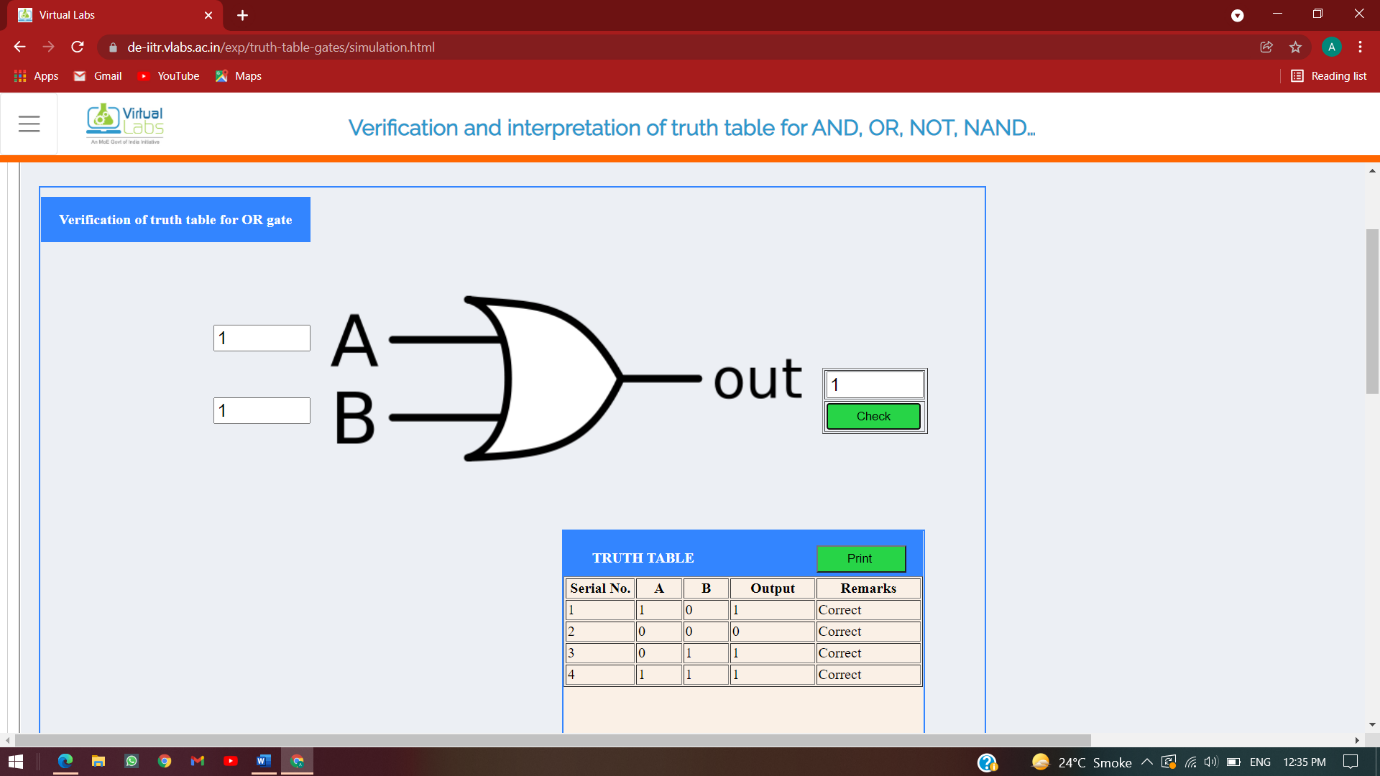 Virtual Labs
de-iitr.vlabs.ac.in/exp/truth-table-gates/simulation.html
A
Apps Gmail YouTube Maps Reading list
Virtual
Labs
An MoE Govt of India Initiative
Verification and interpretation of truth table for AND, OR, NOT, NAND...
Verification of truth table for OR gate
1 A
out 1
1 B
Check
TRUTH TABLE Print
Serial No. A B Output Remarks
1 1 0 1 Correct
2 0 0 0 Correct
3 0 1 1 Correct
4 1 1 1 Correct
24°C Smoke ENG 12:35 PM